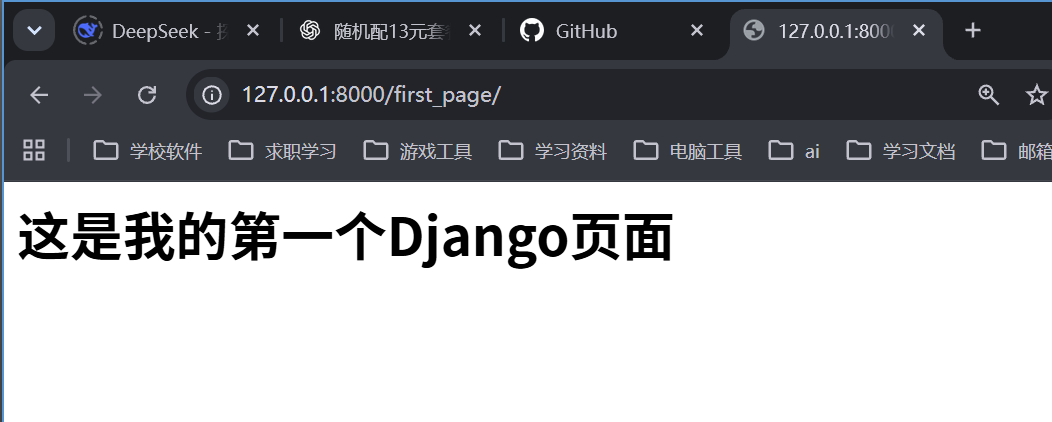 DeepSeek - 随机配13元套 GitHub 127.0.0.1:800
127.0.0.1:8000/first_page/
学校软件 求职学习 游戏工具 学习资料 电脑工具 ai 学习文档 邮箱
这是我的第一个Django页面